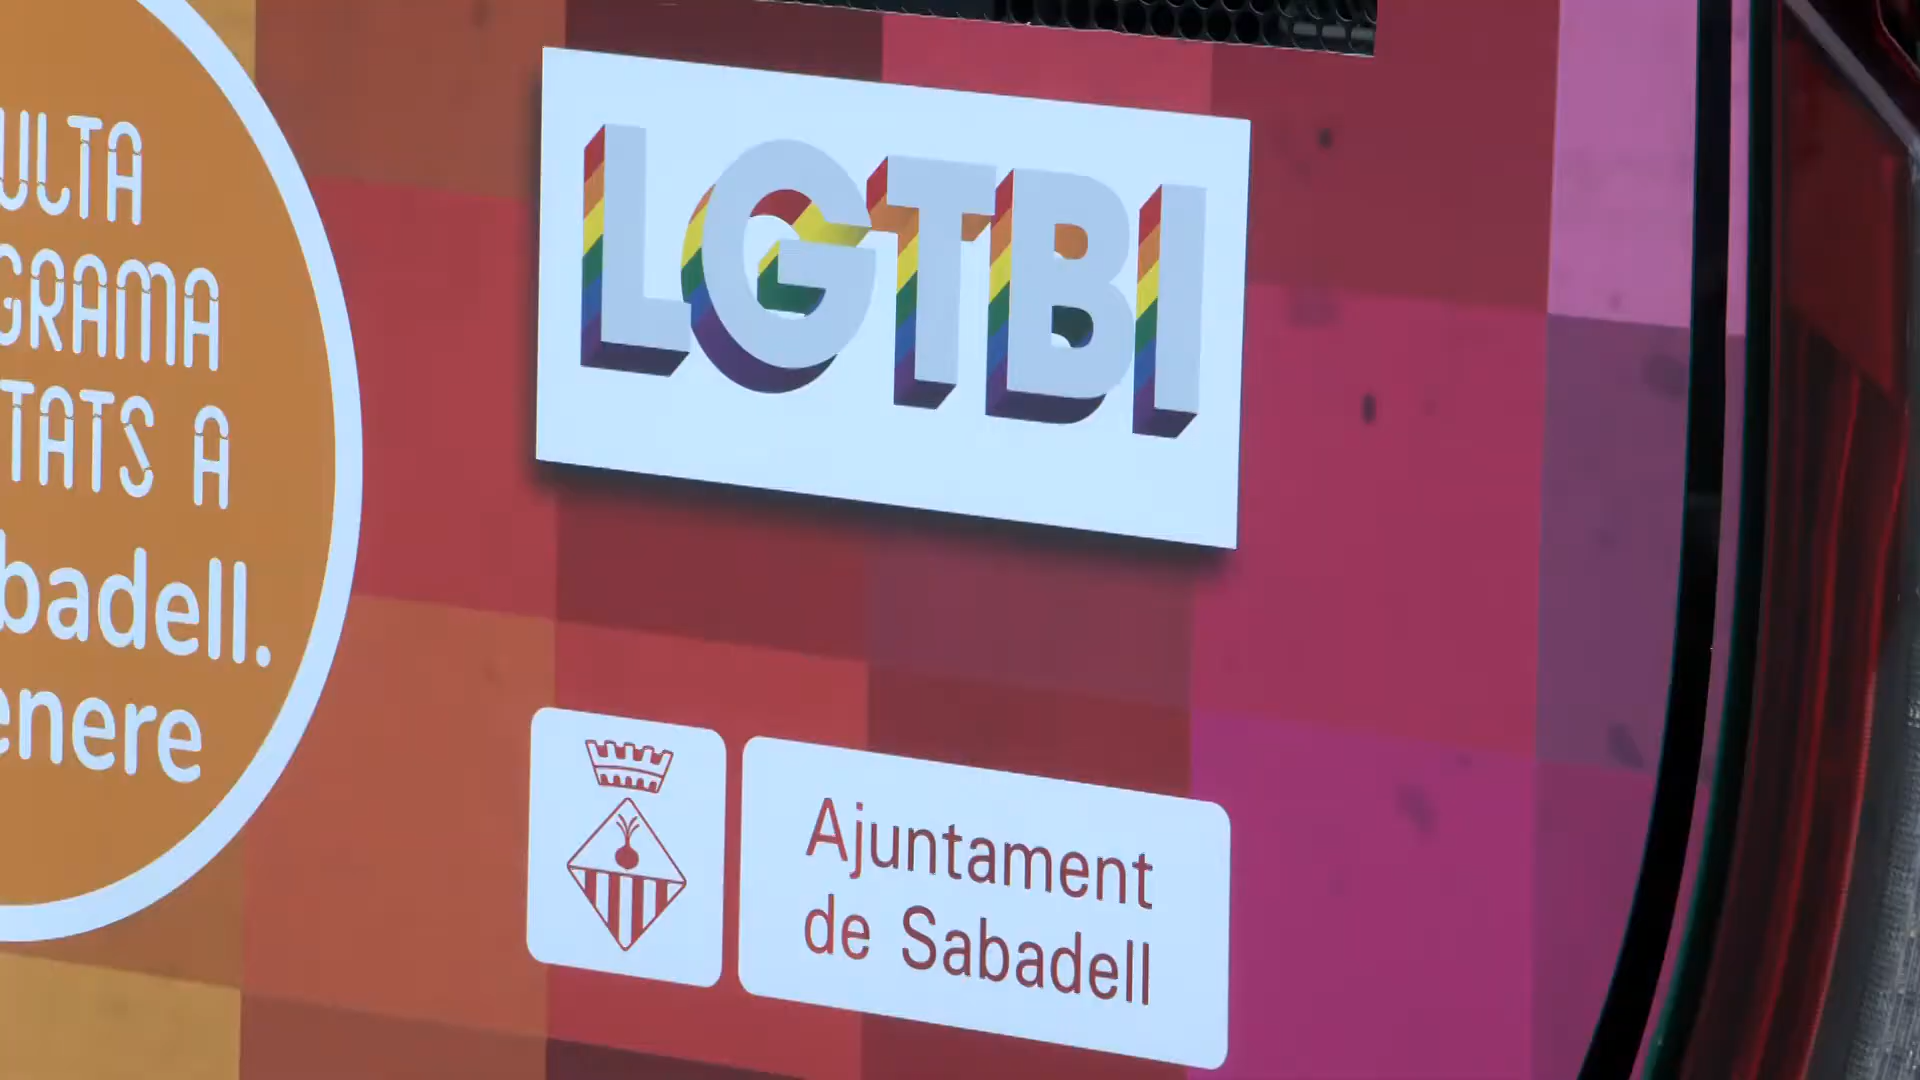 ULTA
GRAMA
TATS A
badell.
enere
LGTBI
Ajuntament
de Sabadell